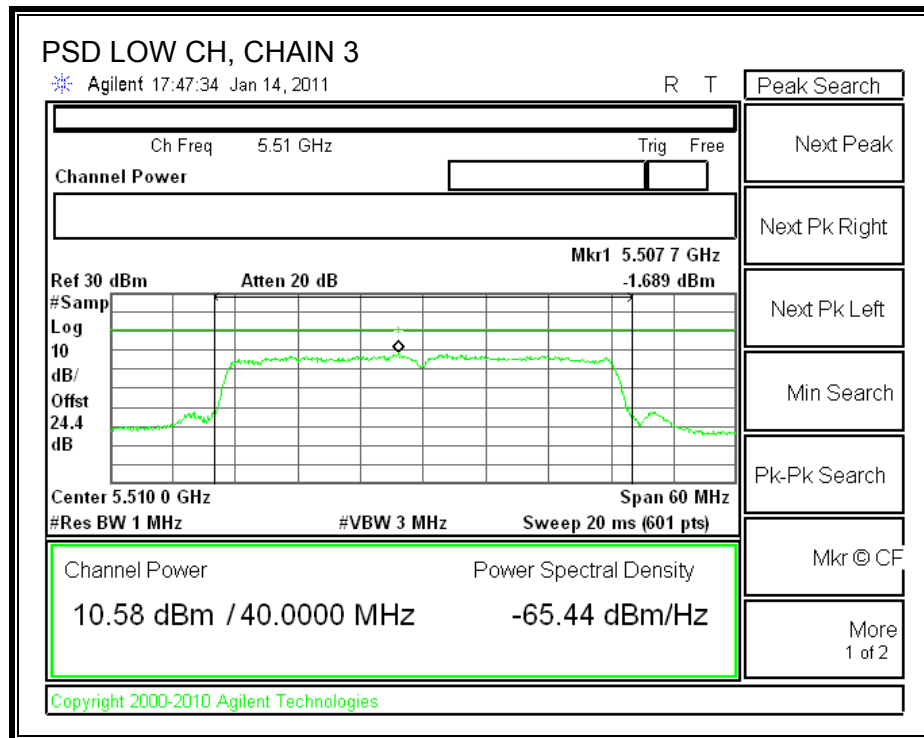 PSD LOW CH, CHAIN 3
Agilent 17:47:34 Jan 14, 2011 R T
Peak Search
Ch Freq 5.51 GHz Trig Free
Next Peak
Channel Power
Next Pk Right
Mkr1 5.507 7 GHz
Ref 30 dBm Atten 20 dB -1.689 dBm
#Samp
Log
10
dB/
Offst
24.4
dB
1
Next Pk Left
Min Search
Pk-Pk Search
Center 5.510 0 GHz Span 60 MHz
#Res BW 1 MHz #VBW 3 MHz Sweep 20 ms (601 pts)
Channel Power Power Spectral Density
10.58 dBm / 40.0000 MHz -65.44 dBm/Hz
Mkr © CF
More
1 of 2
Copyright 2000-2010 Agilent Technologies